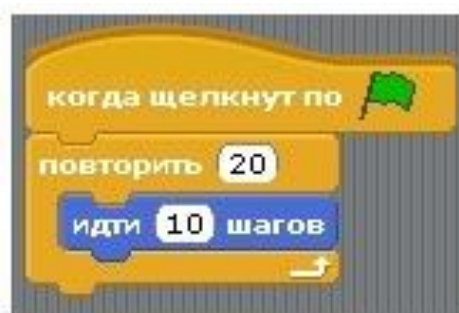 когда щелкнут по
повторить 20
идти 10 шагов